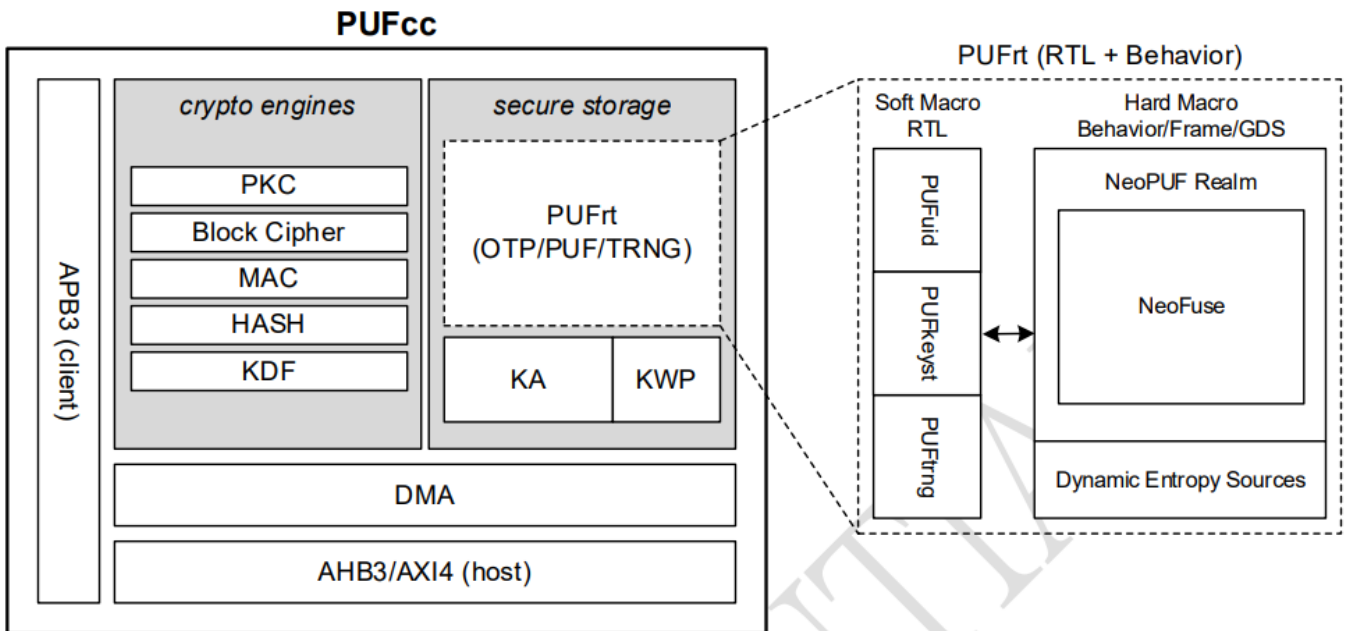 PUFcc
APB3 (client)
crypto engines
PKC
Block Cipher
MAC
HASH
KDF
secure storage
PUFrt
(OTP/PUF/TRNG)
KA
KWP
DMA
AHB3/AXI4 (host)
PUFrt (RTL + Behavior)
Soft Macro
RTL
PUFuid
PUFkeyst
PUFtrng
Hard Macro
Behavior/Frame/GDS
NeoPUF Realm
NeoFuse
Dynamic Entropy Sources